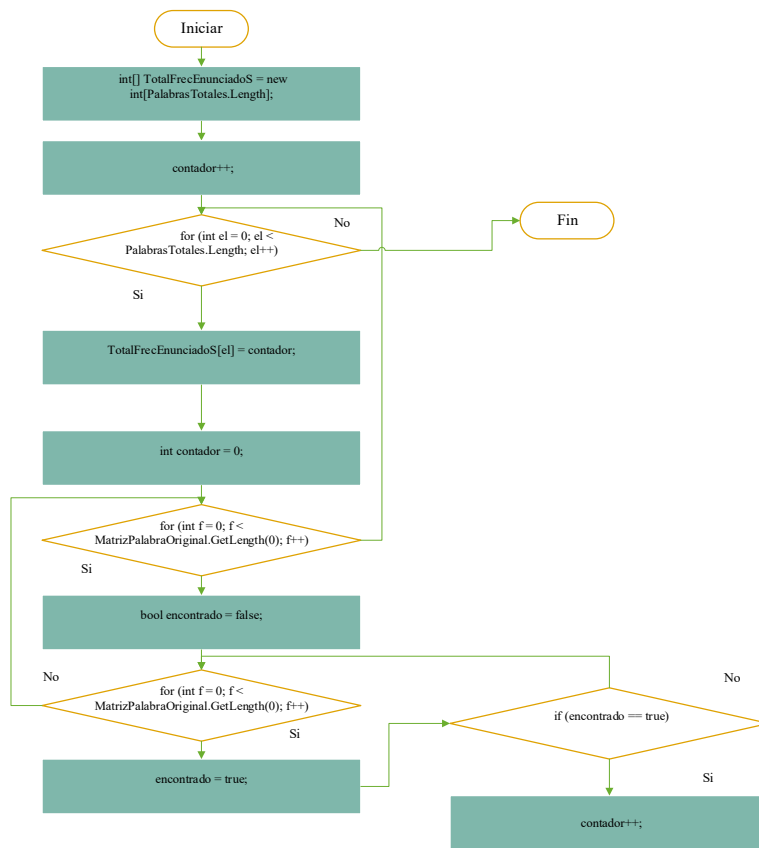 Iniciar
int[] TotalFrecEnunciadoS = new
int[PalabrasTotales.Length];
contador++;
No
for (int el = 0; el <
PalabrasTotales.Length; el++)
Fin
Si
TotalFrecEnunciadoS[el] = contador;
int contador = 0;
for (int f = 0; f <
MatrizPalabraOriginal.GetLength(0); f++)
Si
bool encontrado = false;
No
for (int f = 0; f <
MatrizPalabraOriginal.GetLength(0); f++)
Si
No
if (encontrado == true)
encontrado = true;
Si
contador++;